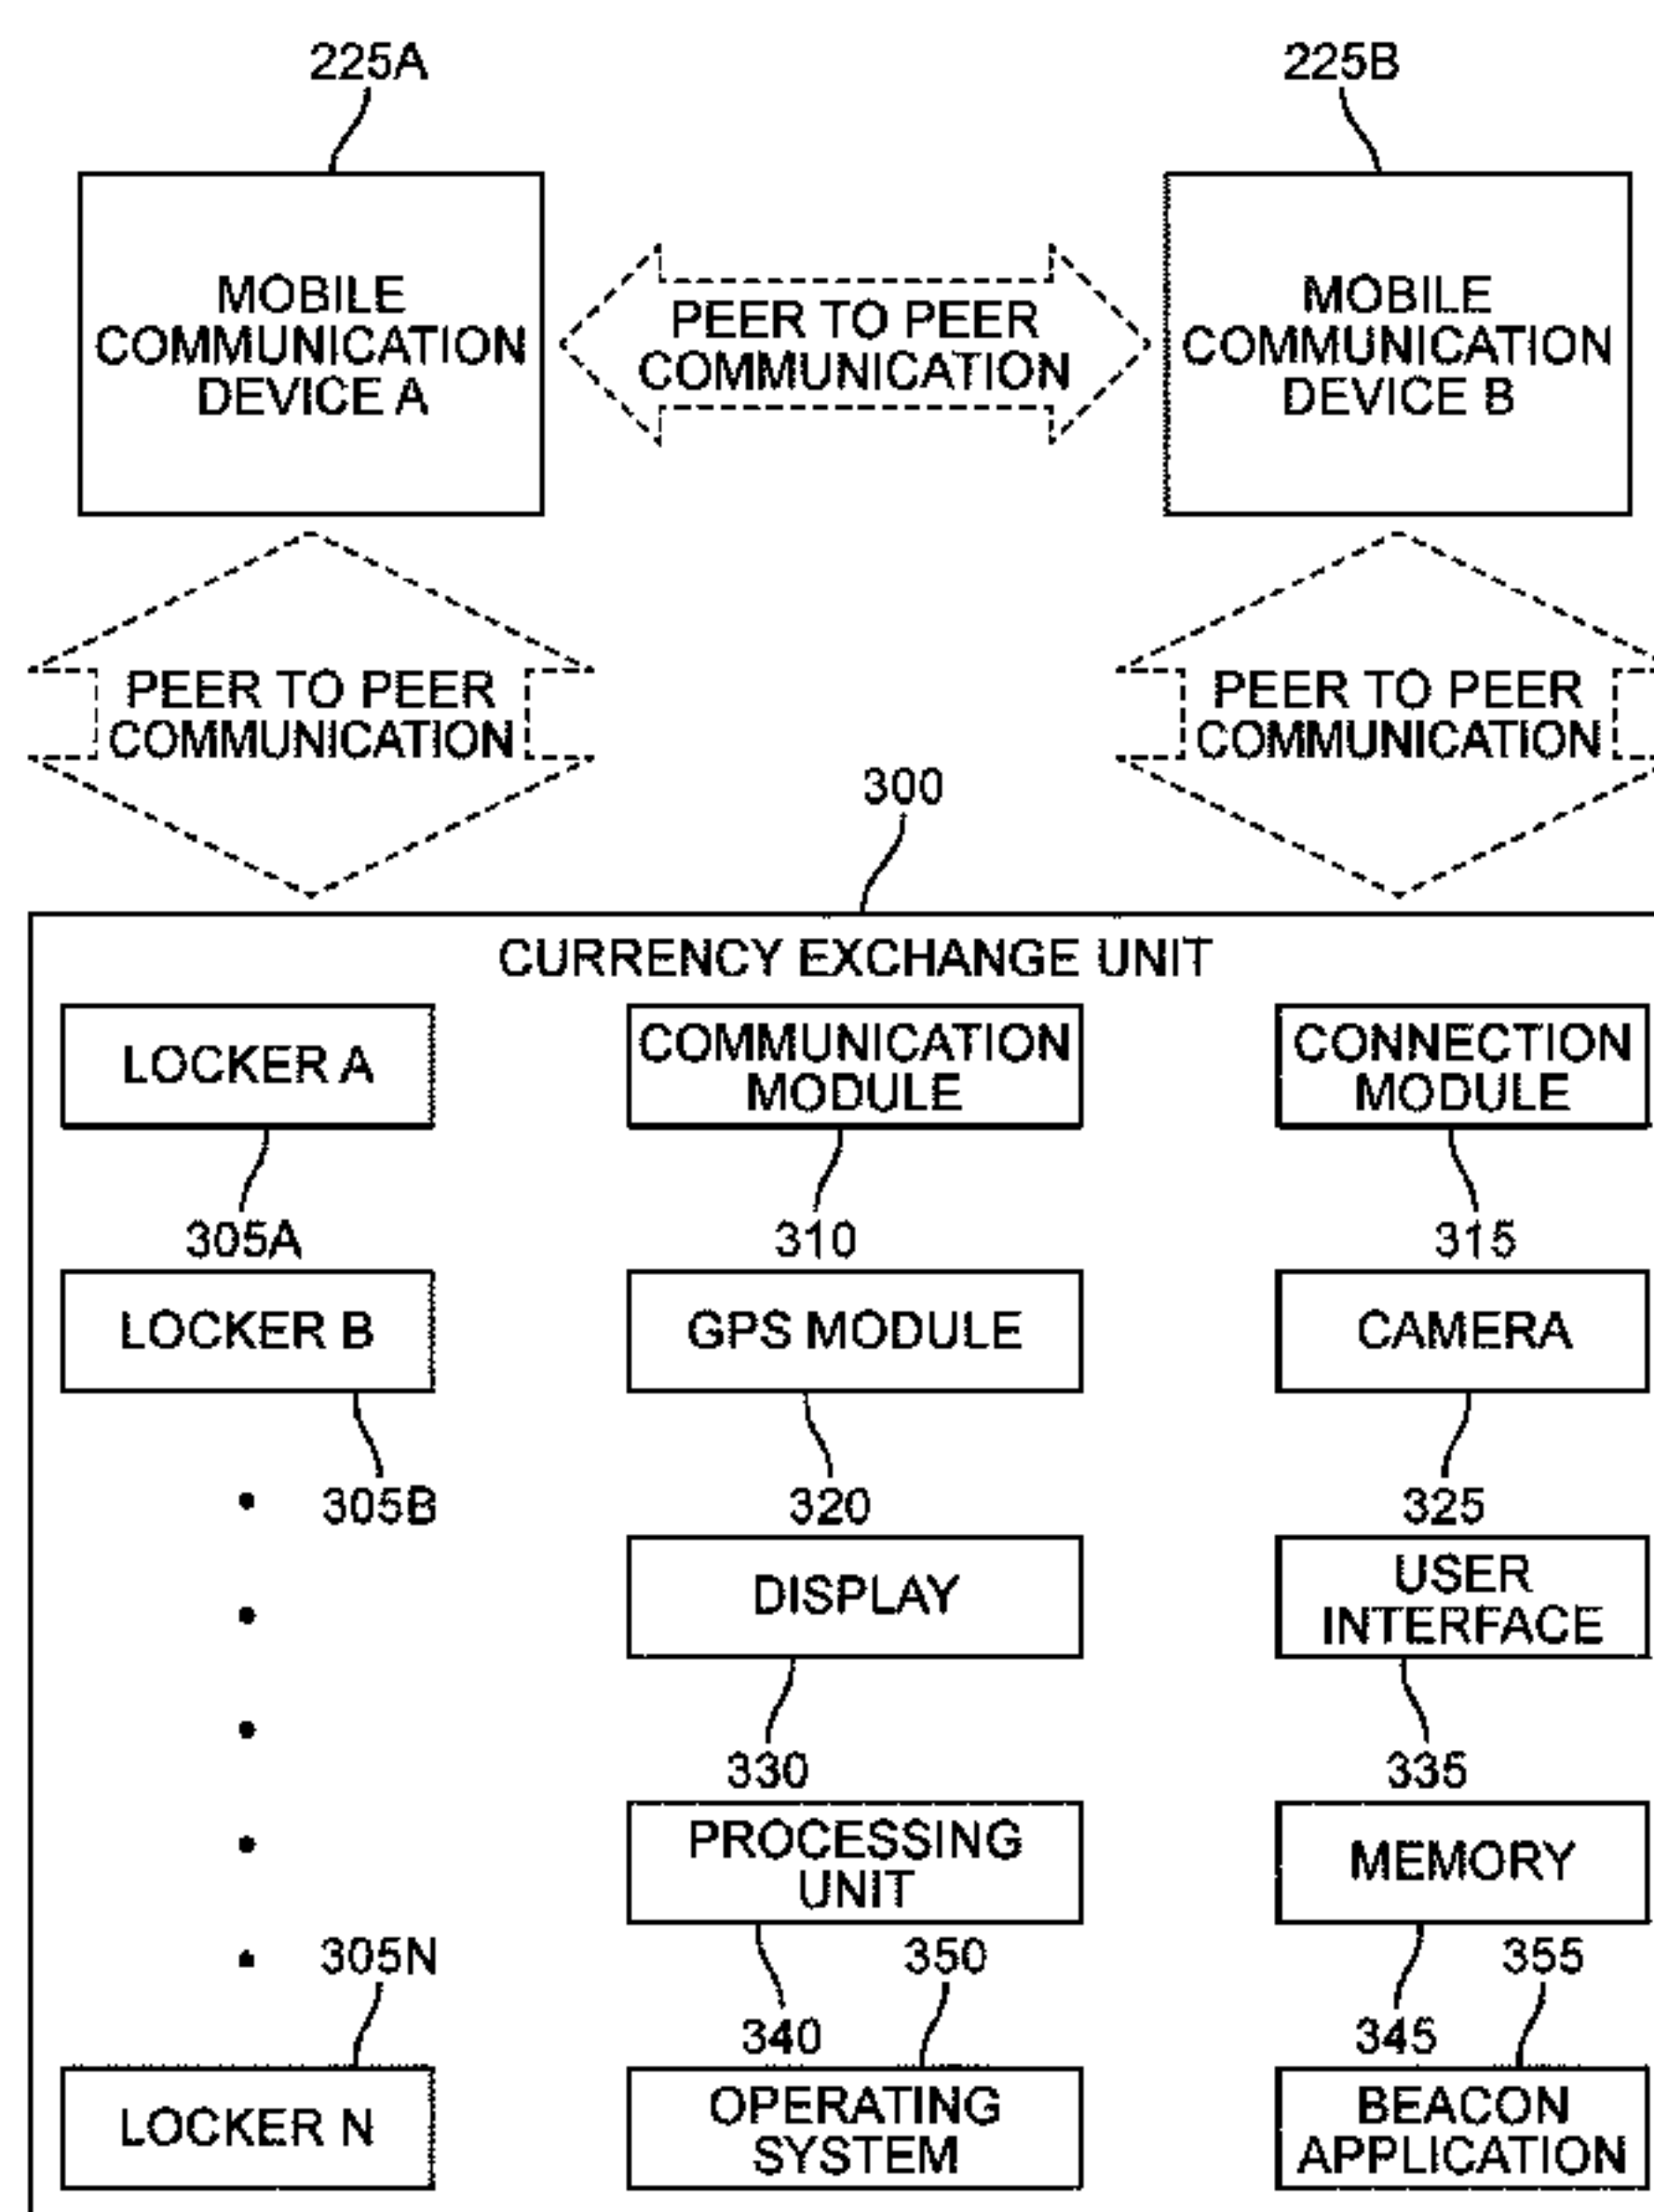 225A
225B
MOBILE
COMMUNICATION
DEVICE A
PEER TO PEER
COMMUNICATION
MOBILE
COMMUNICATION
DEVICE B
PEER TO PEER
COMMUNICATION
PEER TO PEER
COMMUNICATION
300
CURRENCY EXCHANGE UNIT
LOCKER A
COMMUNICATION
MODULE
CONNECTION
MODULE
305A
310
315
LOCKER B
GPS MODULE
CAMERA
305B
320
325
DISPLAY
USER
INTERFACE
330
335
PROCESSING
UNIT
MEMORY
305N
350
355
340
345
LOCKER N
OPERATING
SYSTEM
BEACON
APPLICATION